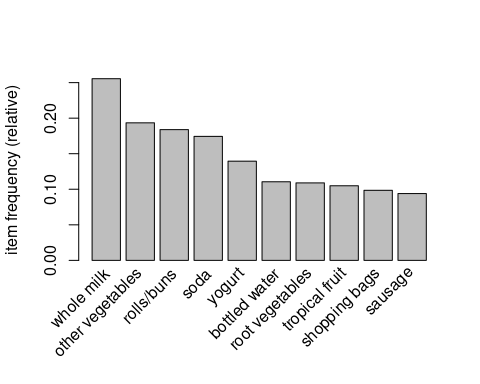 item frequency (relative)
0.20
0.10
0.00
whole milk
other vegetables
rolls/buns
soda
yogurt
bottled water
root vegetables
tropical fruit
shopping bags
sausage